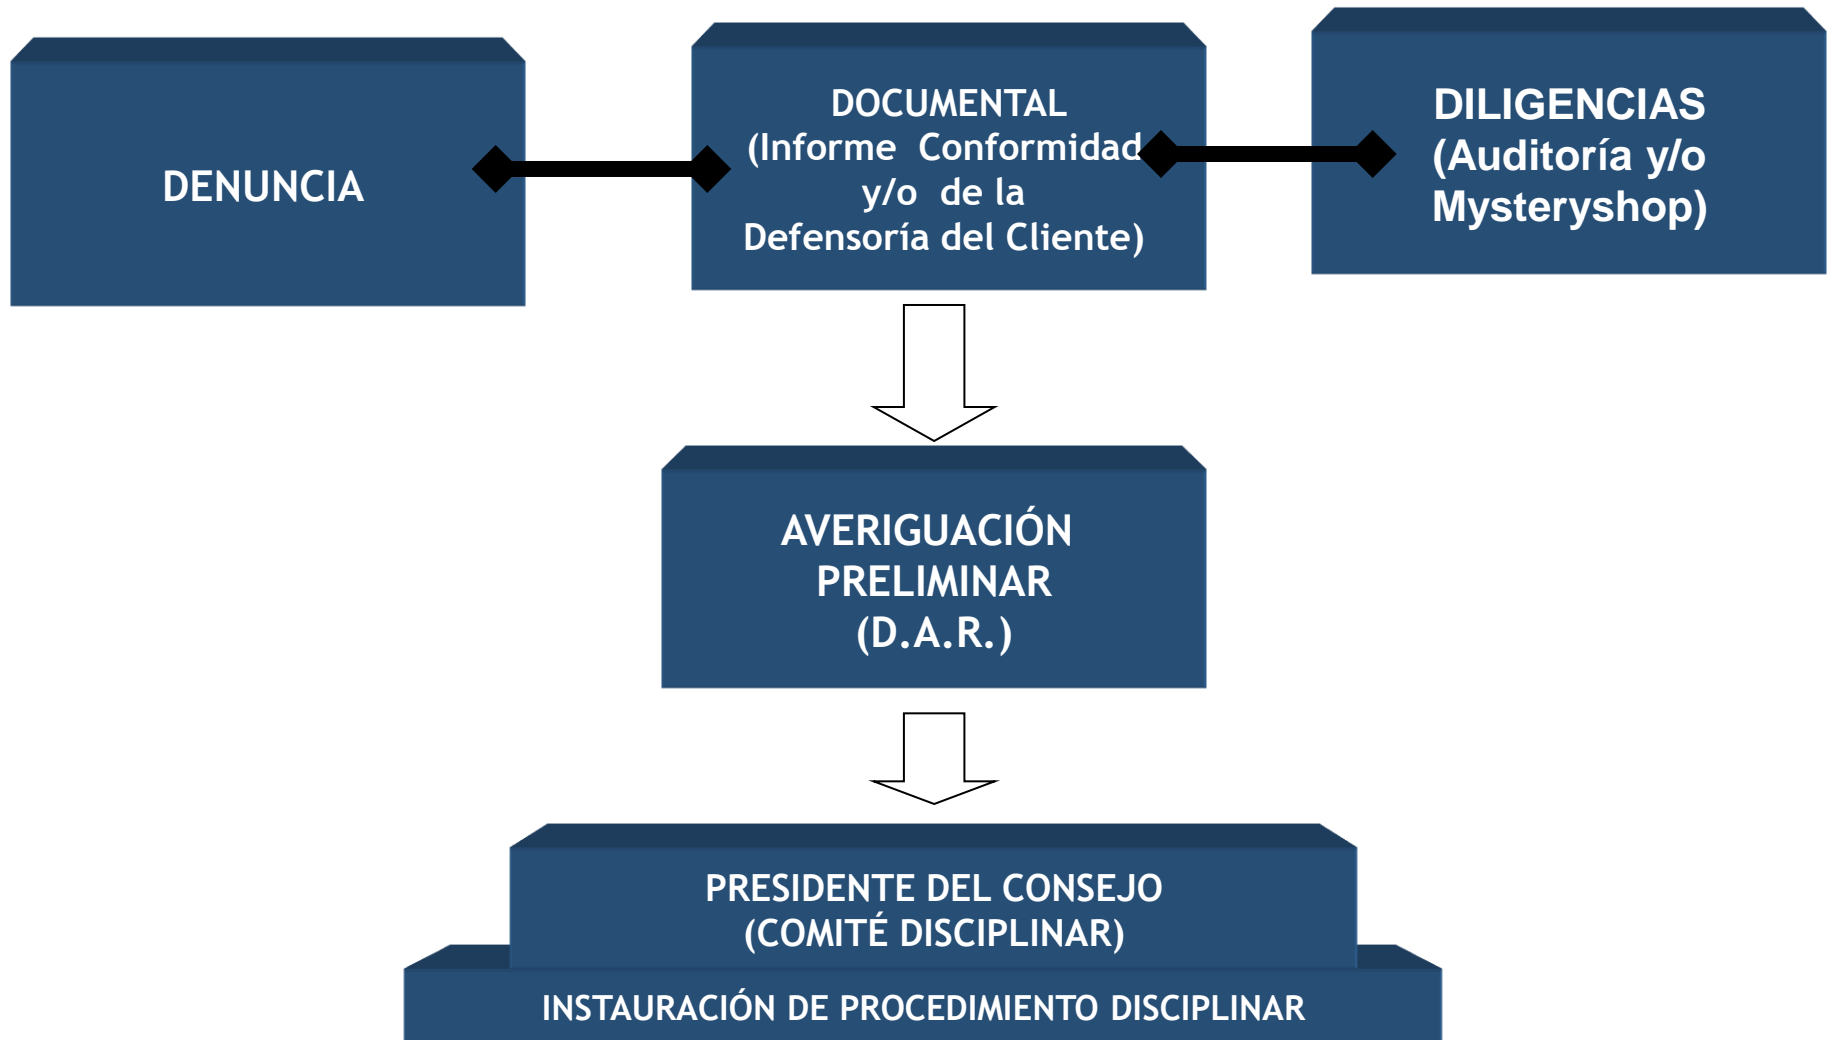 DENUNCIA
DOCUMENTAL
(Informe Conformidad
y/o de la
Defensoría del Cliente)
DILIGENCIAS
(Auditoría y/o
Mysteryshop)
AVERIGUACIÓN
PRELIMINAR
(D.A.R.)
PRESIDENTE DEL CONSEJO
(COMITÉ DISCIPLINAR)
INSTAURACIÓN DE PROCEDIMIENTO DISCIPLINAR